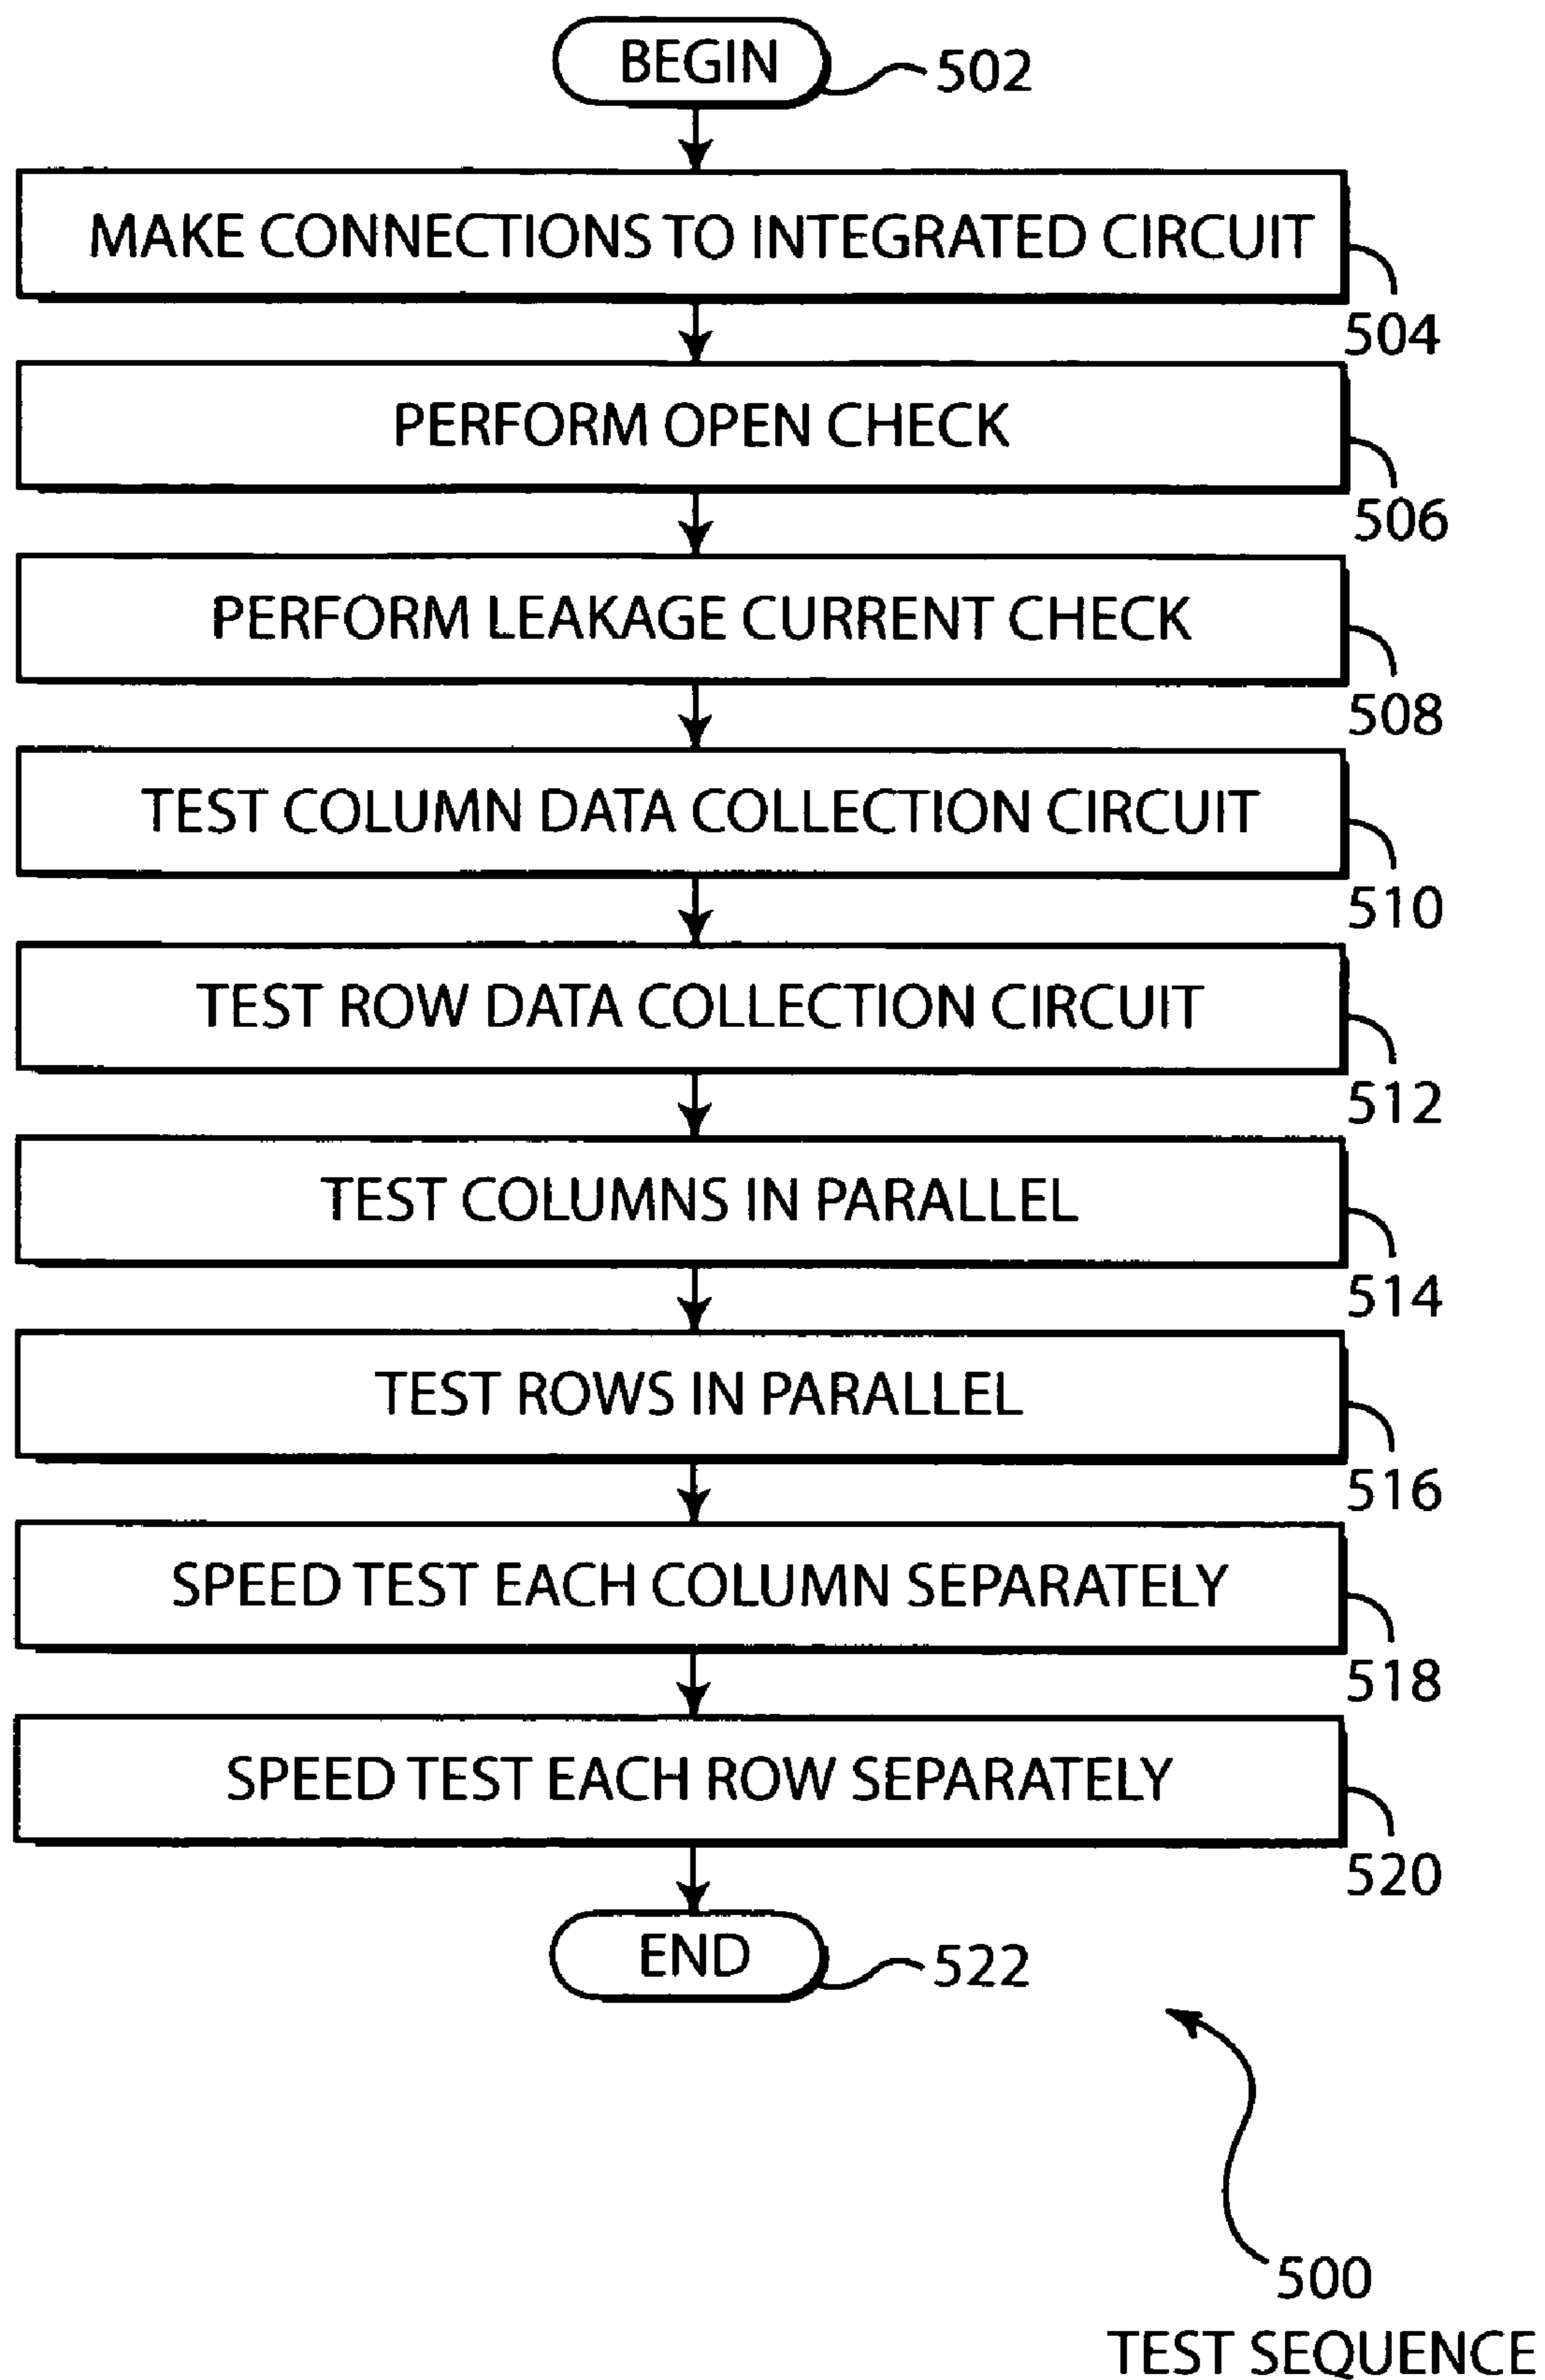 BEGIN
502
MAKE CONNECTIONS TO INTEGRATED CIRCUIT
504
PERFORM OPEN CHECK
506
PERFORM LEAKAGE CURRENT CHECK
508
TEST COLUMN DATA COLLECTION CIRCUIT
510
TEST ROW DATA COLLECTION CIRCUIT
512
TEST COLUMNS IN PARALLEL
514
TEST ROWS IN PARALLEL
516
SPEED TEST EACH COLUMN SEPARATELY
518
SPEED TEST EACH ROW SEPARATELY
520
END
522
500
TEST SEQUENCE